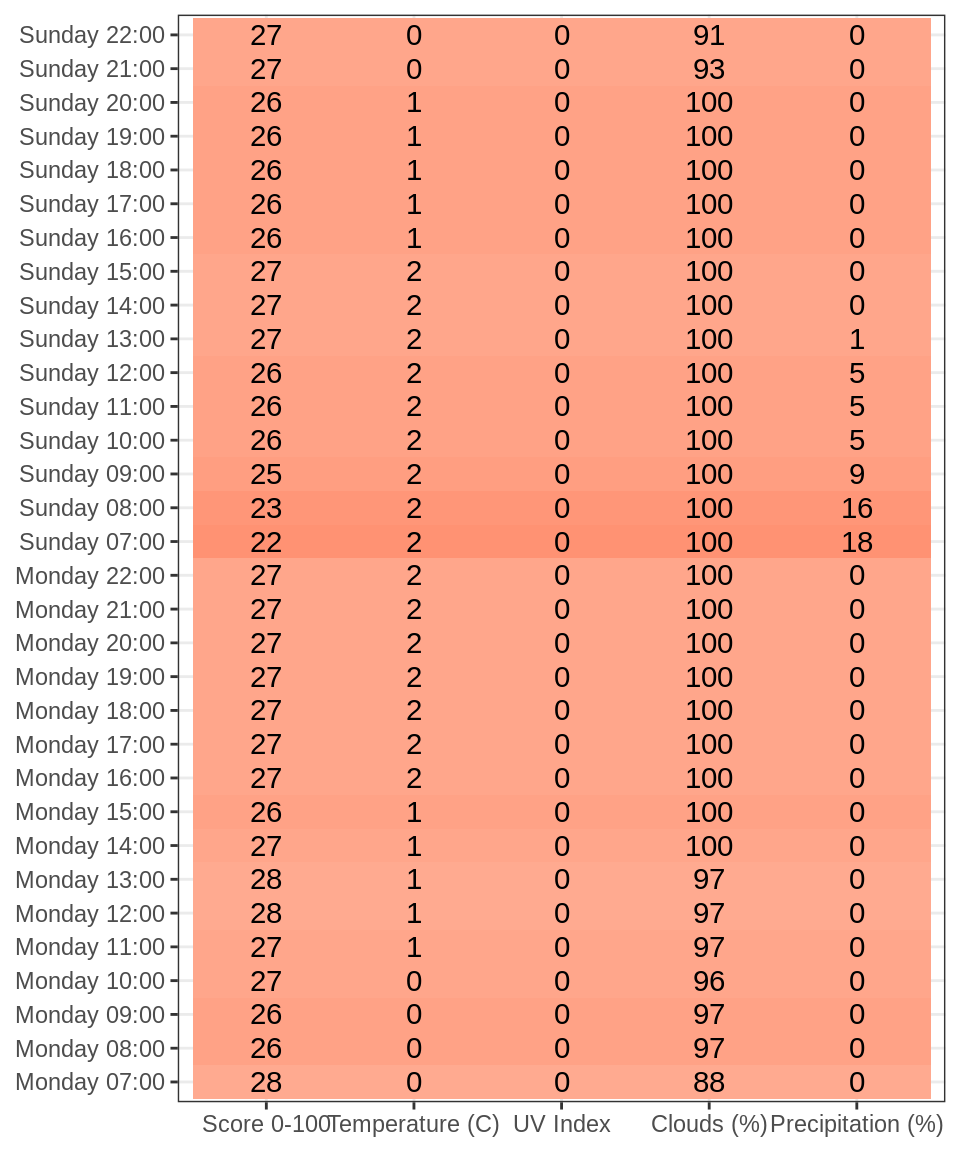 Sunday 22:00 27 0 0 91 0
Sunday 21:00 27 0 0 93 0
Sunday 20:00 26 1 0 100 0
Sunday 19:00 26 1 0 100 0
Sunday 18:00 26 1 0 100 0
Sunday 17:00 26 1 0 100 0
Sunday 16:00 26 1 0 100 0
Sunday 15:00 27 2 0 100 0
Sunday 14:00 27 2 0 100 0
Sunday 13:00 27 2 0 100 1
Sunday 12:00 26 2 0 100 5
Sunday 11:00 26 2 0 100 5
Sunday 10:00 26 2 0 100 5
Sunday 09:00 25 2 0 100 9
Sunday 08:00 23 2 0 100 16
Sunday 07:00 22 2 0 100 18
Monday 22:00 27 2 0 100 0
Monday 21:00 27 2 0 100 0
Monday 20:00 27 2 0 100 0
Monday 19:00 27 2 0 100 0
Monday 18:00 27 2 0 100 0
Monday 17:00 27 2 0 100 0
Monday 16:00 27 2 0 100 0
Monday 15:00 26 1 0 100 0
Monday 14:00 27 1 0 100 0
Monday 13:00 28 1 0 97 0
Monday 12:00 28 1 0 97 0
Monday 11:00 27 1 0 97 0
Monday 10:00 27 0 0 96 0
Monday 09:00 26 0 0 97 0
Monday 08:00 26 0 0 97 0
Monday 07:00 28 0 0 88 0
Score 0-100 Temperature (C) UV Index Clouds (%) Precipitation (%)